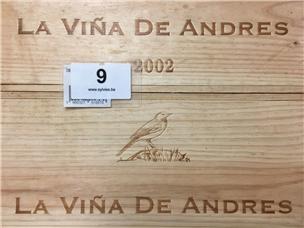 LA VIÑA DE ANDRES
2002
9
www.sylvies.be
LA VIÑA DE ANDRES